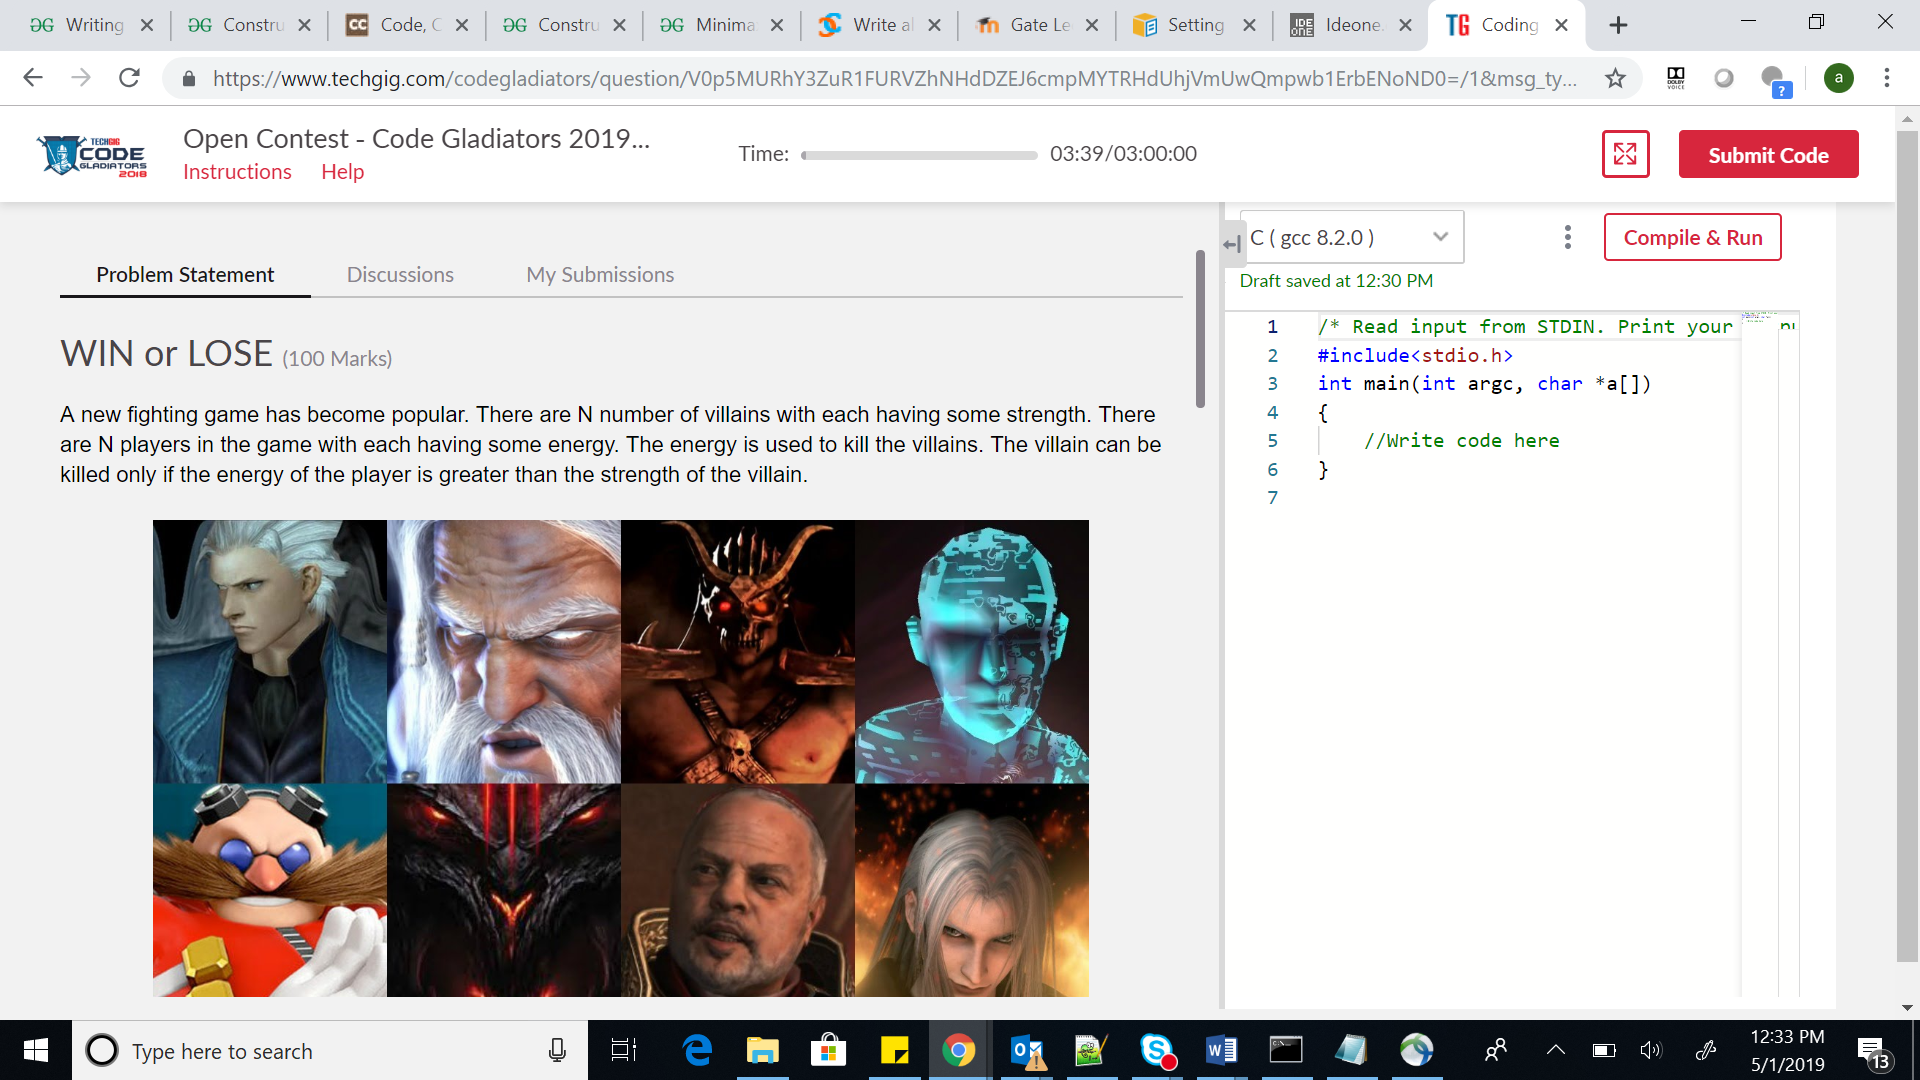 Writing
Constru
Code, C
Constru
Minima
Write al
Gate Le
Setting
Ideone.
Coding
https://www.techgig.com/codegladiators/question/V0p5MURhY3ZuR1FURVZhNHdDZEJ6cmpMYTRHdUhjVmUwQmpwb1ErbENoND0=/1&msg_ty...
a
TECHGIG
CODE
GLADIATORS
2018
Open Contest - Code Gladiators 2019...
Instructions Help
Time: 03:39/03:00:00
Submit Code
C ( gcc 8.2.0 )
Compile & Run
Draft saved at 12:30 PM
Problem Statement Discussions My Submissions
WIN or LOSE (100 Marks)
A new fighting game has become popular. There are N number of villains with each having some strength. There
are N players in the game with each having some energy. The energy is used to kill the villains. The villain can be
killed only if the energy of the player is greater than the strength of the villain.
1 /* Read input from STDIN. Print your
2 #include<stdio.h>
3 int main(int argc, char *a[])
4 {
5 //Write code here
6 }
7
Type here to search
12:33 PM
5/1/2019
13